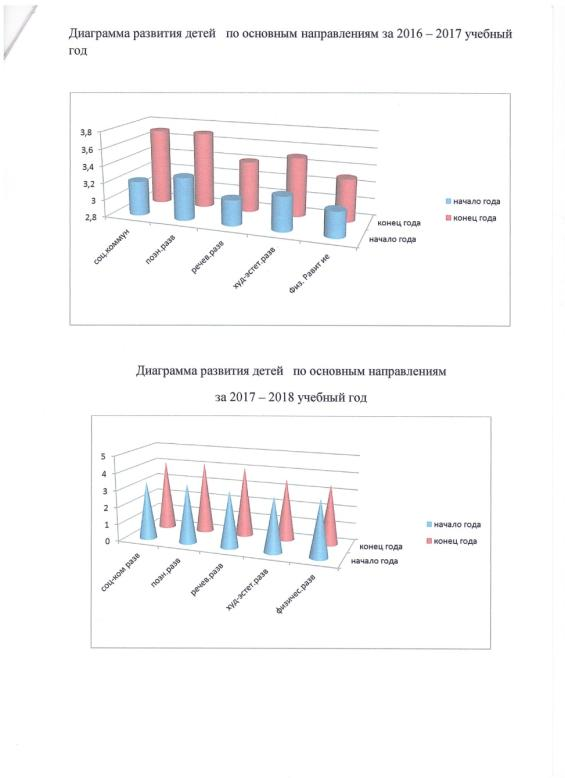 Диаграмма развития детей по основным направлениям за 2016 – 2017 учебный
год
3,8
3,6
3,4
3,2
3
2,8
соц.коммун
позн.разв
речев.разв
худ-эстет.разв
Физ. Равит ие
конец года
начало года
начало года
конец года
Диаграмма развития детей по основным направлениям
за 2017 – 2018 учебный год
5
4
3
2
1
0
соц-ком разв
позн.разв
речев.разв
худ-эстет.разв
физичес.разв
конец года
начало года
начало года
конец года